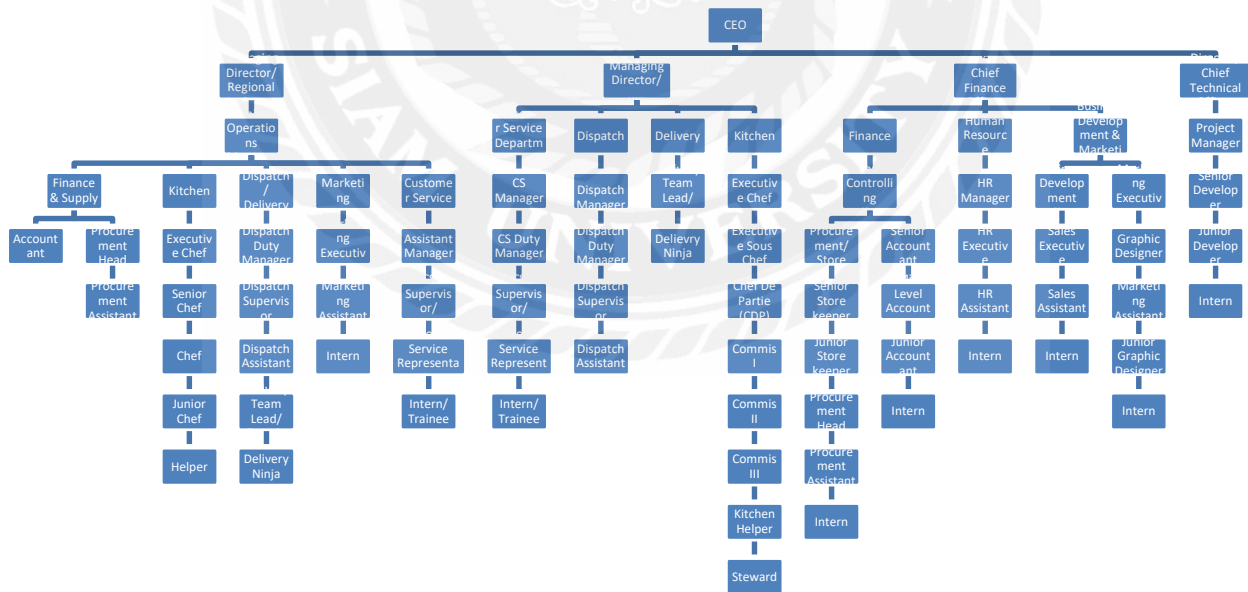 CEO
Director/
Regional
Managing
Director/
Chief
Finance
Chief
Technical
Operatio
ns
r Service
Departm
Dispatch
Delivery
Kitchen
Finance
Human
Resourc
e
Develop
ment &
Marketi
Project
Manager
Finance
& Supply
Kitchen
Dispatch
/
Delivery
Marketi
ng
Custome
r Service
CS
Manager
Dispatch
Manager
Team
Lead/
Executiv
e Chef
Controlli
ng
HR
Manager
Develop
ment
ng
Executiv
Senior
Develop
er
Account
ant
Procure
ment
Head
Executiv
e Chef
Dispatch
Duty
Manager
ng
Executiv
Assistant
Manager
CS Duty
Manager
Dispatch
Duty
Manager
Delievry
Ninja
Executiv
e Sous
Chef
Procure
ment/
Store
Senior
Account
ant
HR
Executiv
e
Sales
Executiv
e
Graphic
Designer
Junior
Develop
er
Procure
ment
Assistant
Senior
Chef
Dispatch
Supervis
or
Marketi
ng
Assistant
Supervis
or/
Supervis
or/
Dispatch
Supervis
or
Chef De
Partie
(CDP)
Senior
Store
keeper
Level
Account
HR
Assistant
Sales
Assistant
Marketi
ng
Assistant
Intern
Chef
Dispatch
Assistant
Intern
Service
Representa
Service
Represent
Dispatch
Assistant
Commis
I
Junior
Store
keeper
Junior
Account
ant
Intern
Intern
Junior
Graphic
Designer
Junior
Chef
Team
Lead/
Intern/
Trainee
Intern/
Trainee
Commis
II
Procure
ment
Head
Intern
Intern
Helper
Delivery
Ninja
Commis
III
Procure
ment
Assistant
Kitchen
Helper
Intern
Steward